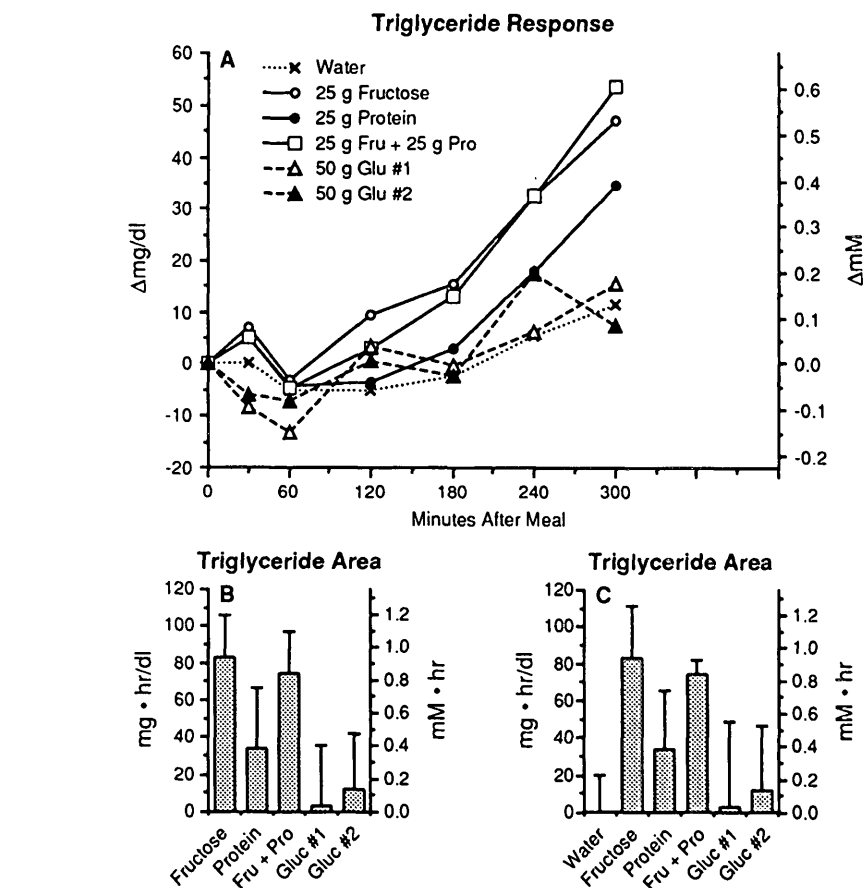 Triglyceride Response
A
Water
25 g Fructose
25 g Protein
25 g Fru + 25 g Pro
50 g Glu #1
50 g Glu #2
Δmg/dl
60
50
40
30
20
10
0
-10
-20
0.6
0.5
0.4
0.3
0.2
0.1
0.0
-0.1
-0.2
ΔmM
0 60 120 180 240 300
Minutes After Meal
Triglyceride Area
B
mg • hr/dl
120
100
80
60
40
20
0
1.2
1.0
0.8
0.6
0.4
0.2
0.0
mM • hr
Fructose
Protein
Fru + Pro
Gluc #1
Gluc #2
Triglyceride Area
C
mg • hr/dl
120
100
80
60
40
20
0
1.2
1.0
0.8
0.6
0.4
0.2
0.0
mM • hr
Water
Fructose
Protein
Fru + Pro
Gluc #1
Gluc #2